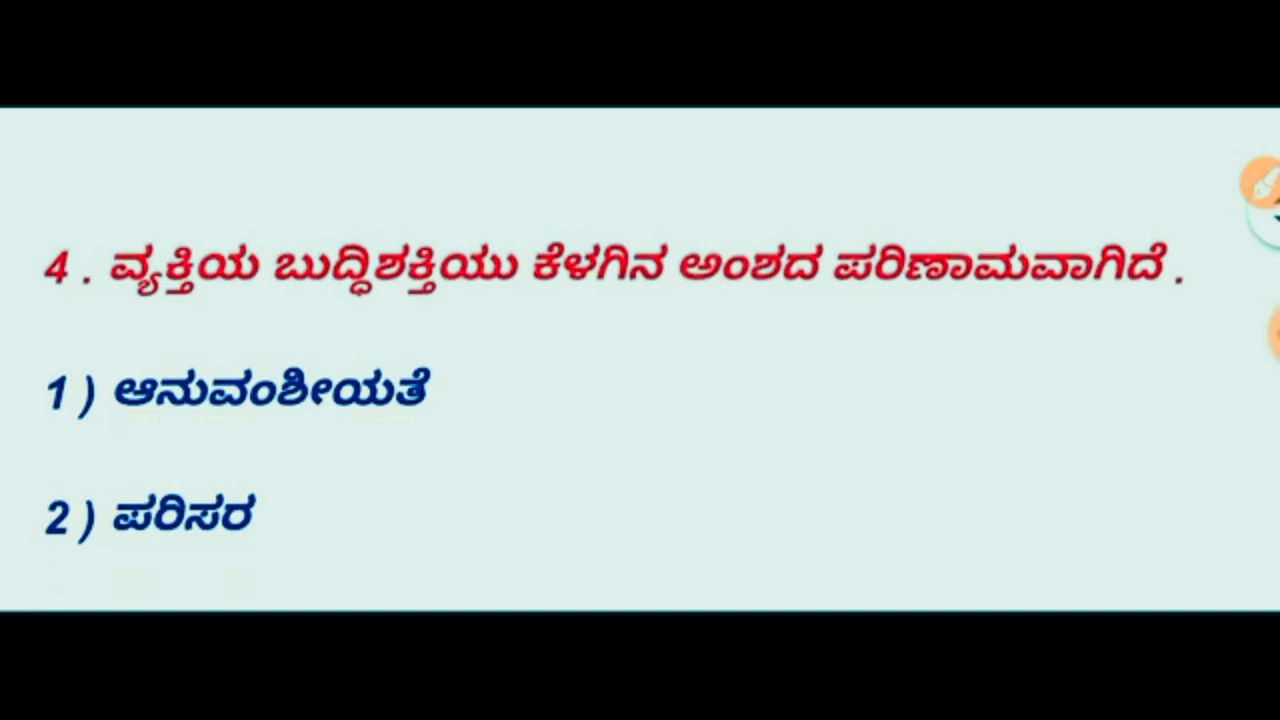 4 . ವ್ಯಕ್ತಿಯ ಬುದ್ಧಿಶಕ್ತಿಯು ಕೆಳಗಿನ ಅಂಶದ ಪರಿಣಾಮವಾಗಿದೆ .
1 ) ಆನುವಂಶೀಯತೆ
2 ) ಪರಿಸರ